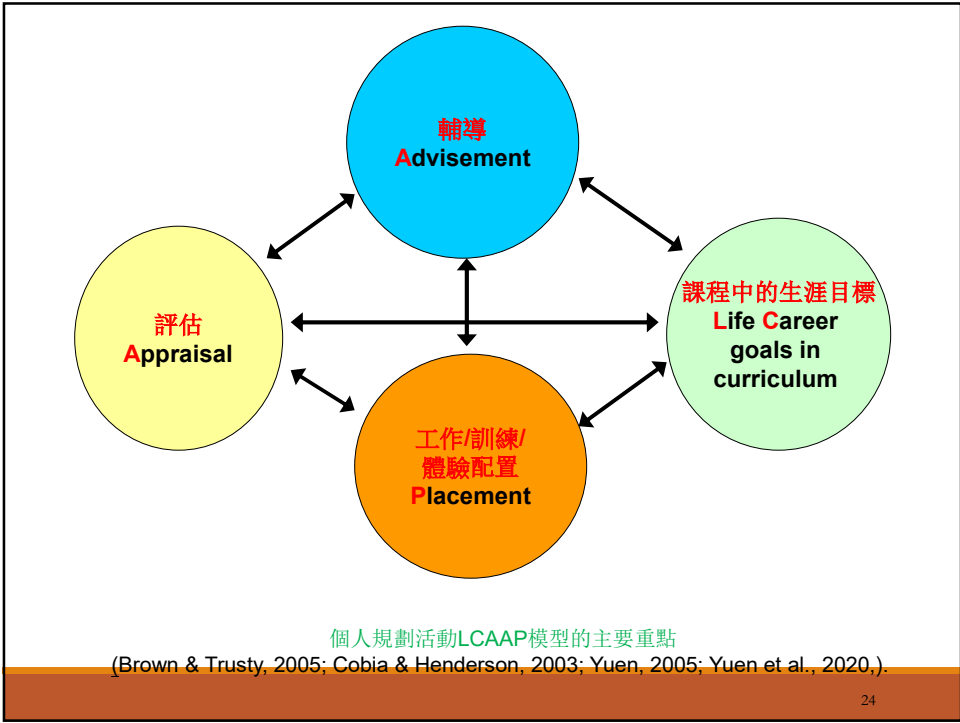 輔導
Advisement
評估
Appraisal
課程中的生涯目標
Life Career
goals in
curriculum
工作/訓練/
體驗配置
Placement
個人規劃活動LCAAP模型的主要重點
(Brown & Trusty, 2005; Cobia & Henderson, 2003; Yuen, 2005; Yuen et al., 2020,).
24